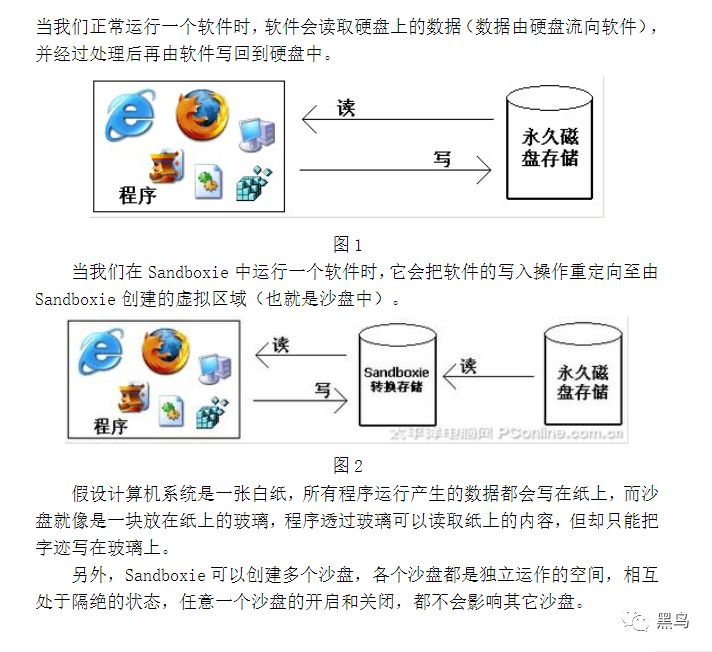 当我们正常运行一个软件时，软件会读取硬盘上的数据（数据由硬盘流向软件），
并经过处理后再由软件写回到硬盘中。
读
写
程序
永久磁
盘存储
图1
当我们在 Sandboxie 中运行一个软件时，它会把软件的写入操作重定向至由
Sandboxie 创建的虚拟区域（也就是沙盘中）。
读
写
程序
Sandboxie
转换存储
读
永久磁
盘存储
太平洋电脑网 PConline.com.cn
图2
假设计算机系统是一张白纸，所有程序运行产生的数据都会写在纸上，而沙
盘就像是一块放在纸上的玻璃，程序透过玻璃可以读取纸上的内容，但却只能把
字迹写在玻璃上。
另外，Sandboxie 可以创建多个沙盘，各个沙盘都是独立运作的空间，相互
处于隔绝的状态，任意一个沙盘的开启和关闭，都不会影响其它沙盘。
黑鸟